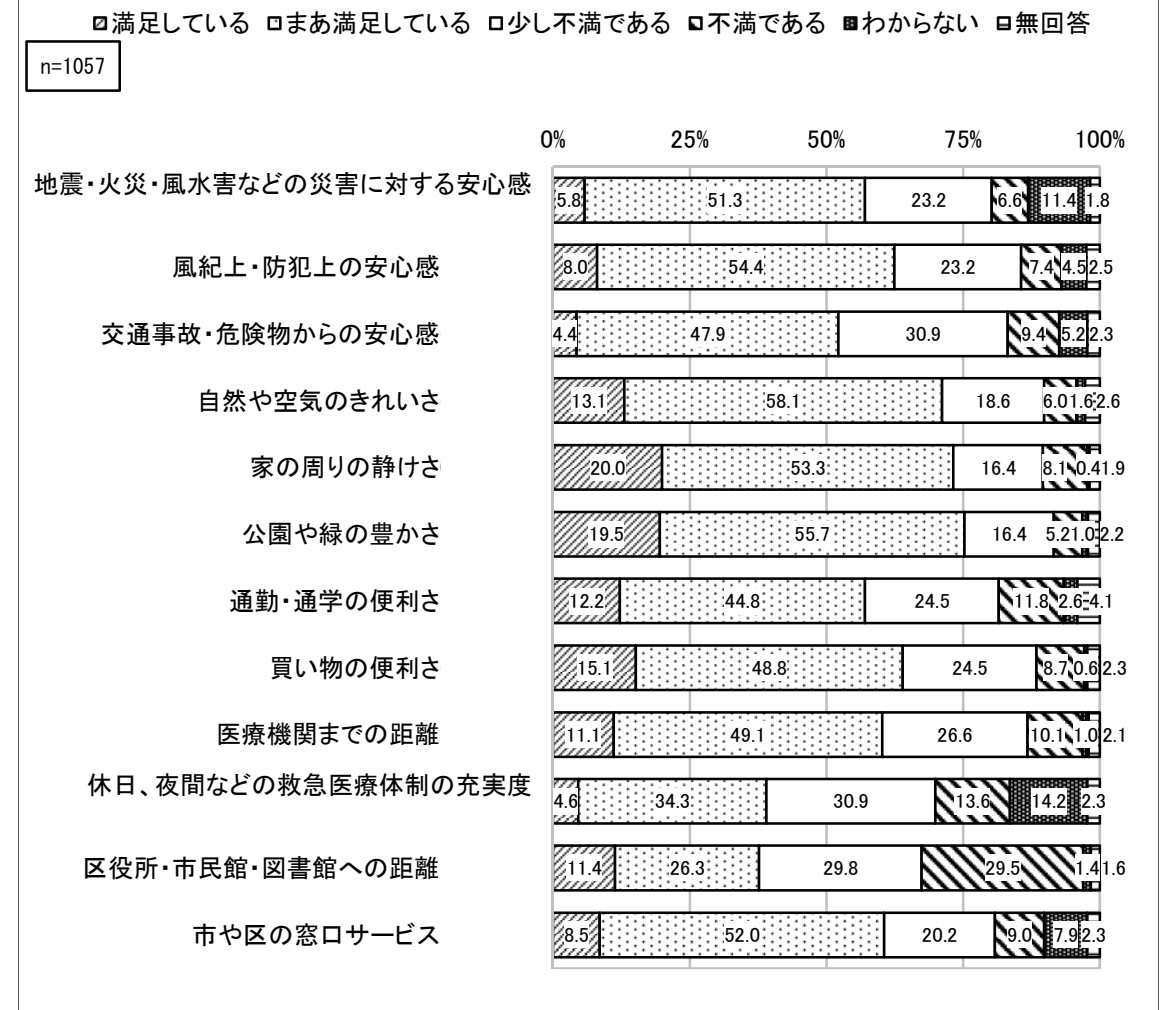 満足している まあ満足している 少し不満である 不満である わからない 無回答
n=1057
0% 25% 50% 75% 100%
地震・火災・風水害などの災害に対する安心感 5.8 51.3 23.2 6.6 11.4 1.8
風紀上・防犯上の安心感 8.0 54.4 23.2 7.4 4.5 2.5
交通事故・危険物からの安心感 4.4 47.9 30.9 9.4 5.2 2.3
自然や空気のきれいさ 13.1 58.1 18.6 6.0 1.6 2.6
家の周りの静けさ 20.0 53.3 16.4 8.1 0.4 1.9
公園や緑の豊かさ 19.5 55.7 16.4 5.2 1.0 2.2
通勤・通学の便利さ 12.2 44.8 24.5 11.8 2.6 4.1
買い物の便利さ 15.1 48.8 24.5 8.7 0.6 2.3
医療機関までの距離 11.1 49.1 26.6 10.1 1.0 2.1
休日、夜間などの救急医療体制の充実度 4.6 34.3 30.9 13.6 14.2 2.3
区役所・市民館・図書館への距離 11.4 26.3 29.8 29.5 1.4 1.6
市や区の窓口サービス 8.5 52.0 20.2 9.0 7.9 2.3